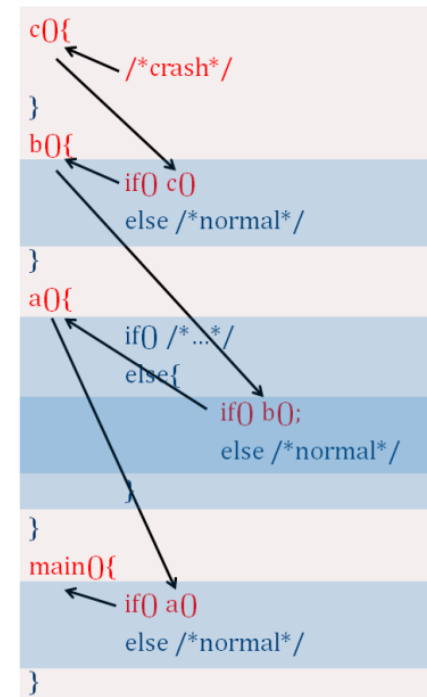 c(){
/*crash*/
}
b(){
if() c()
else /*normal*/
}
a(){
if() /*...*/
else{
if() b();
else /*normal*/
}
}
main(){
if() a()
else /*normal*/
}